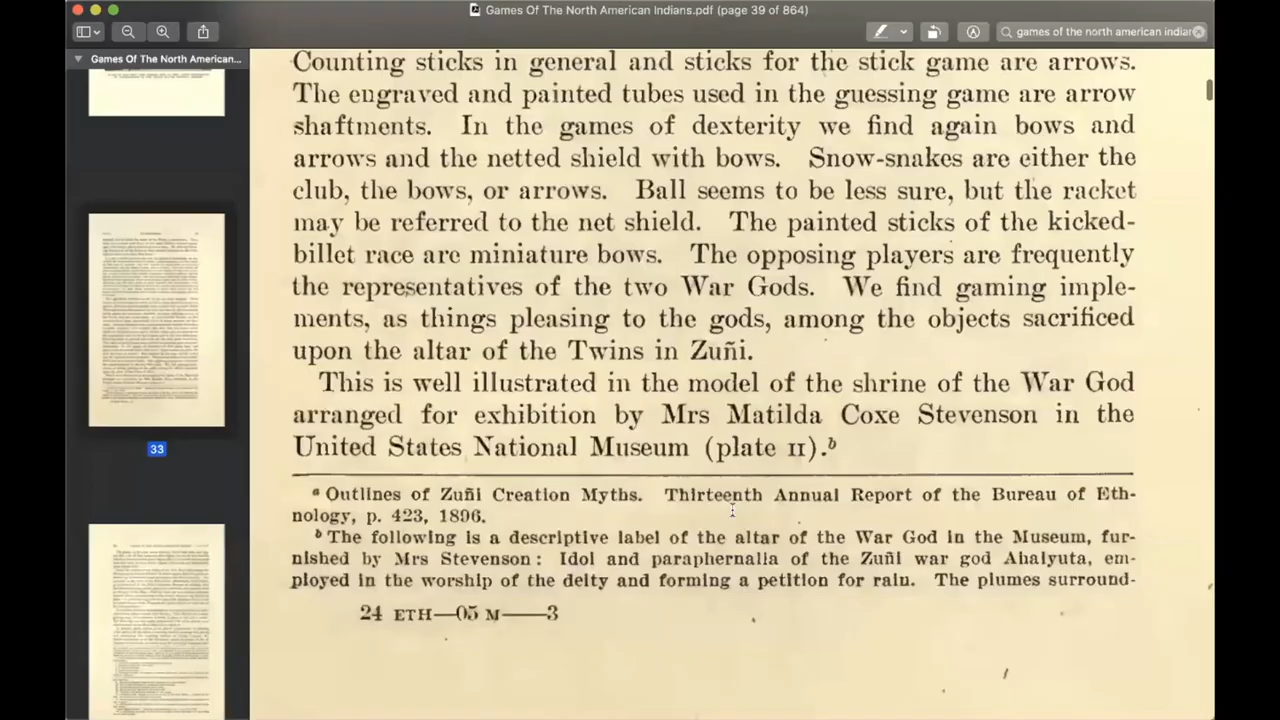 Games Of The North American Indians.pdf (page 39 of 864)
games of the north american indian
Games Of The North American...
33
Counting sticks in general and sticks for the stick game are arrows.
The engraved and painted tubes used in the guessing game are arrow
shaftments. In the games of dexterity we find again bows and
arrows and the netted shield with bows. Snow-snakes are either the
club, the bows, or arrows. Ball seems to be less sure, but the racket
may be referred to the net shield. The painted sticks of the kicked-
billet race are miniature bows. The opposing players are frequently
the representatives of the two War Gods. We find gaming imple-
ments, as things pleasing to the gods, among the objects sacrificed
upon the altar of the Twins in Zuñi.
This is well illustrated in the model of the shrine of the War God
arranged for exhibition by Mrs Matilda Coxe Stevenson in the
United States National Museum (plate II).b
a Outlines of Zuñi Creation Myths. Thirteenth Annual Report of the Bureau of Eth-
nology, p. 423, 1896.
b The following is a descriptive label of the altar of the War God in the Museum, fur-
nished by Mrs Stevenson: Idol and paraphernalia of the Zuñi war god Ahaiyuta, em-
ployed in the worship of the deity and forming a petition for rain. The plumes surround-
24 ETH—05 M——3